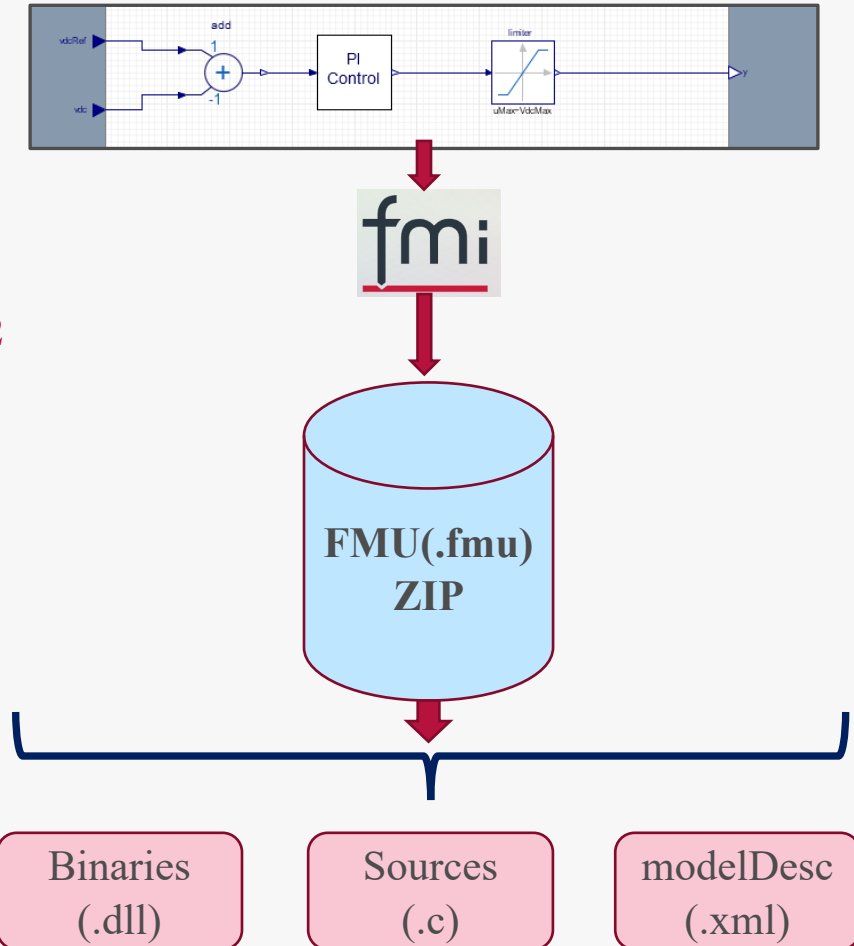 add
limiter
vdcRef
1
+
PI
Control
vdc
-1
uMax=VdcMax
y
fmi
FMU(.fmu)
ZIP
Binaries
(.dll)
Sources
(.c)
modelDesc
(.xml)